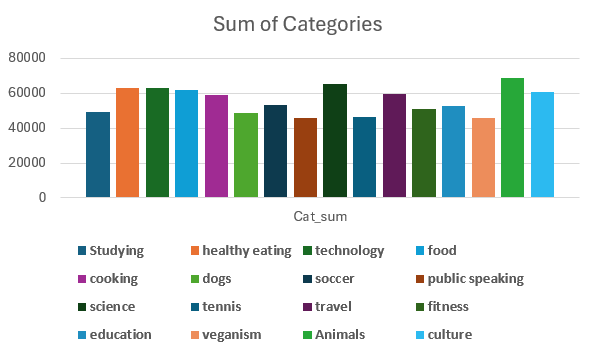 Sum of Categories
80000
60000
40000
20000
0
Cat_sum
Studying healthy eating technology food
cooking dogs soccer public speaking
science tennis travel fitness
education veganism Animals culture